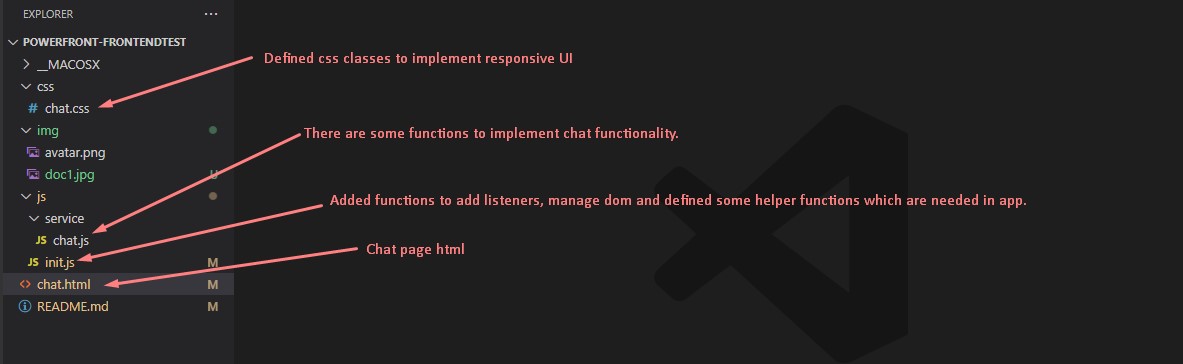 EXPLORER ···
POWERFRONT-FRONTENDTEST
__MACOSX
Defined css classes to implement responsive UI
css
# chat.css
img
There are some functions to implement chat functionality.
avatar.png
doc1.jpg U
js
Added functions to add listeners, manage dom and defined some helper functions which are needed in app.
service
JS chat.js
Chat page html
JS init.js M
<> chat.html M
README.md M